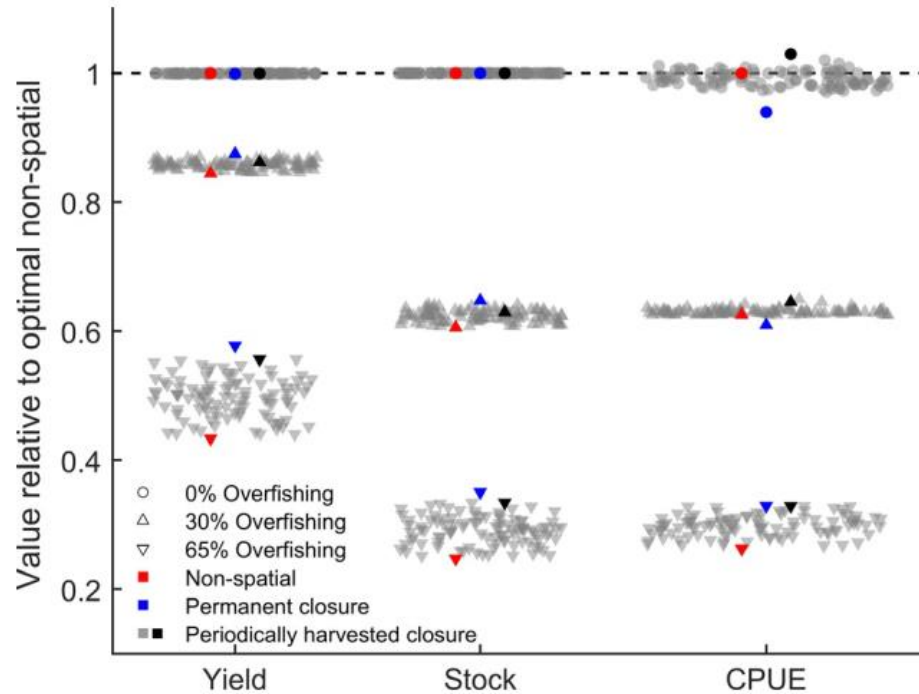 Value relative to optimal non-spatial
1
0.8
0.6
0.4
0.2
0% Overfishing
30% Overfishing
65% Overfishing
Non-spatial
Permanent closure
Periodically harvested closure
Yield Stock CPUE